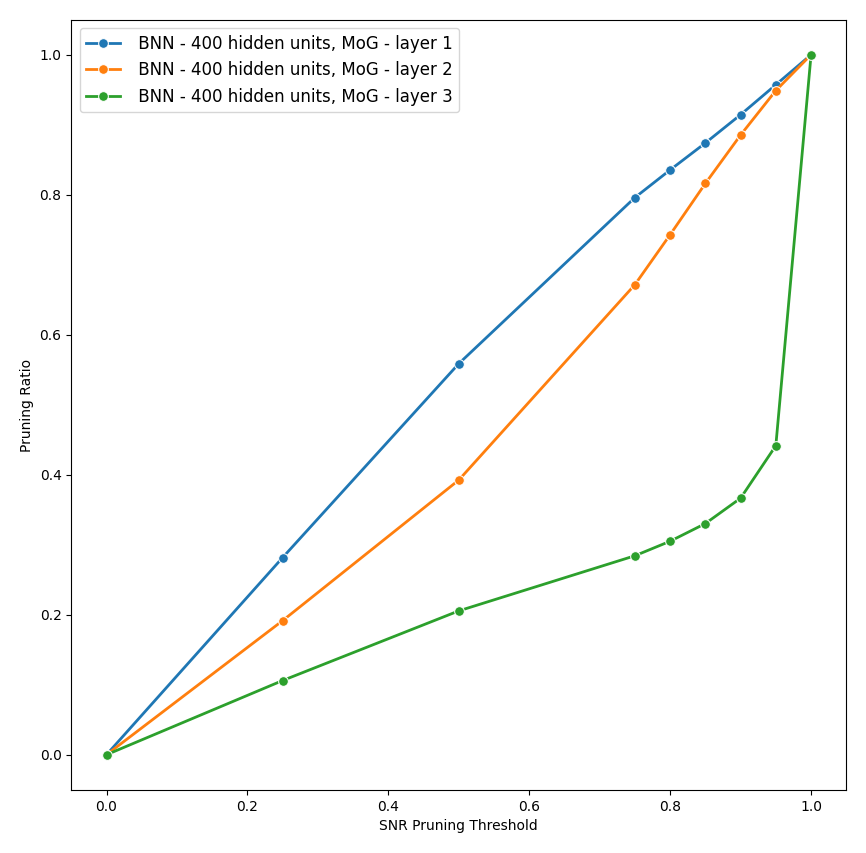 BNN - 400 hidden units, MoG - layer 1
BNN - 400 hidden units, MoG - layer 2
BNN - 400 hidden units, MoG - layer 3
1.0
0.8
0.6
0.4
0.2
0.0
Pruning Ratio
0.0 0.2 0.4 0.6 0.8 1.0
SNR Pruning Threshold